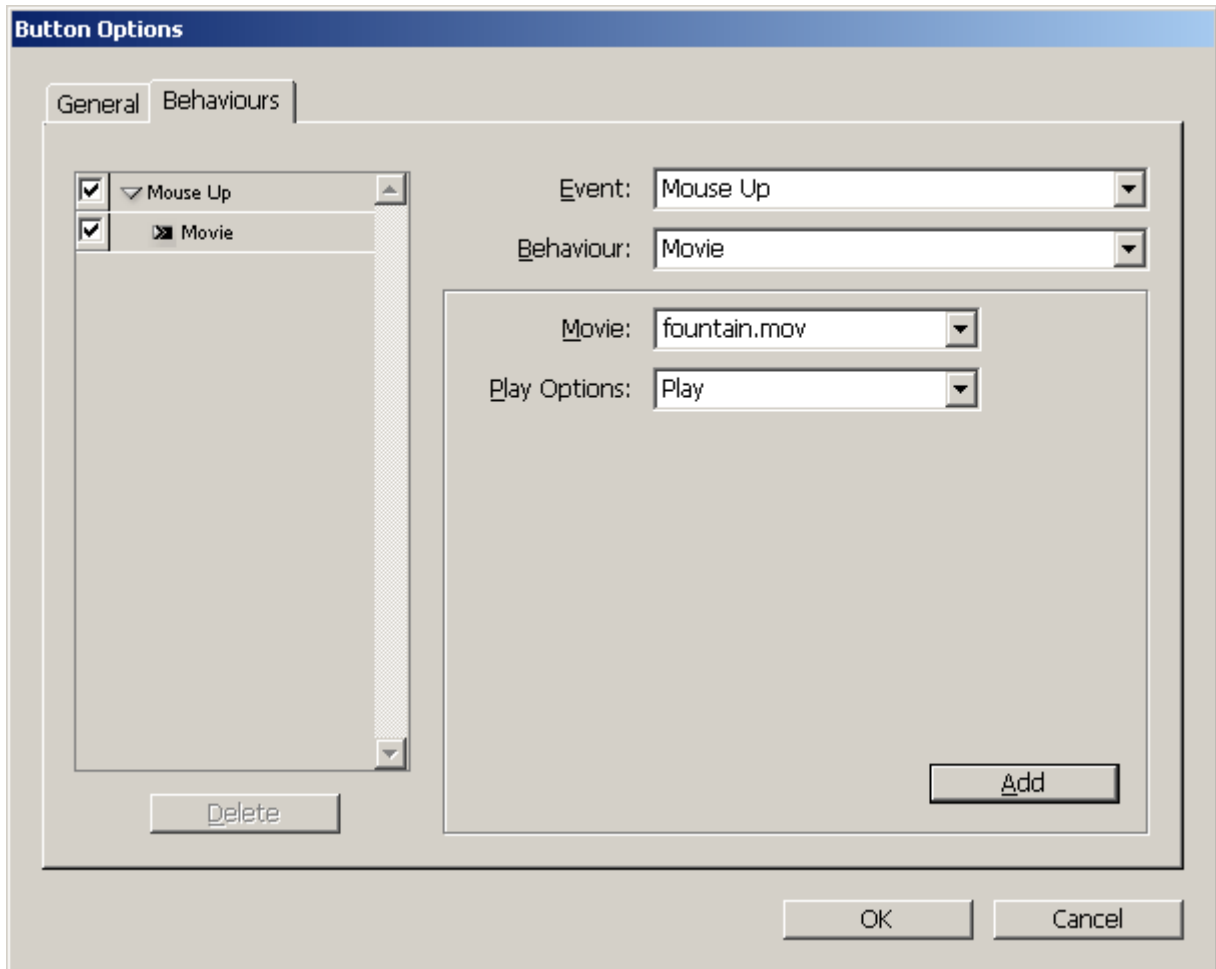 Button Options
General
Behaviours
Mouse Up
Movie
Delete
Event: Mouse Up
Behaviour: Movie
Movie: fountain.mov
Play Options: Play
Add
OK
Cancel